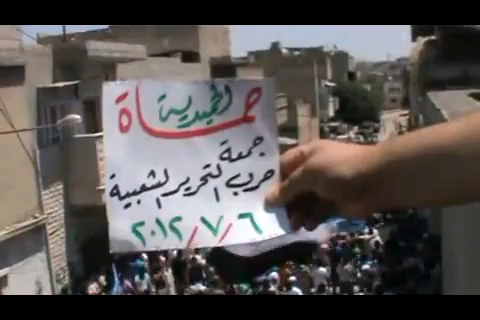 الحميدية
حماة
جمعة
حرب التحرير الشعبية
٢٠١٢/٧/٦